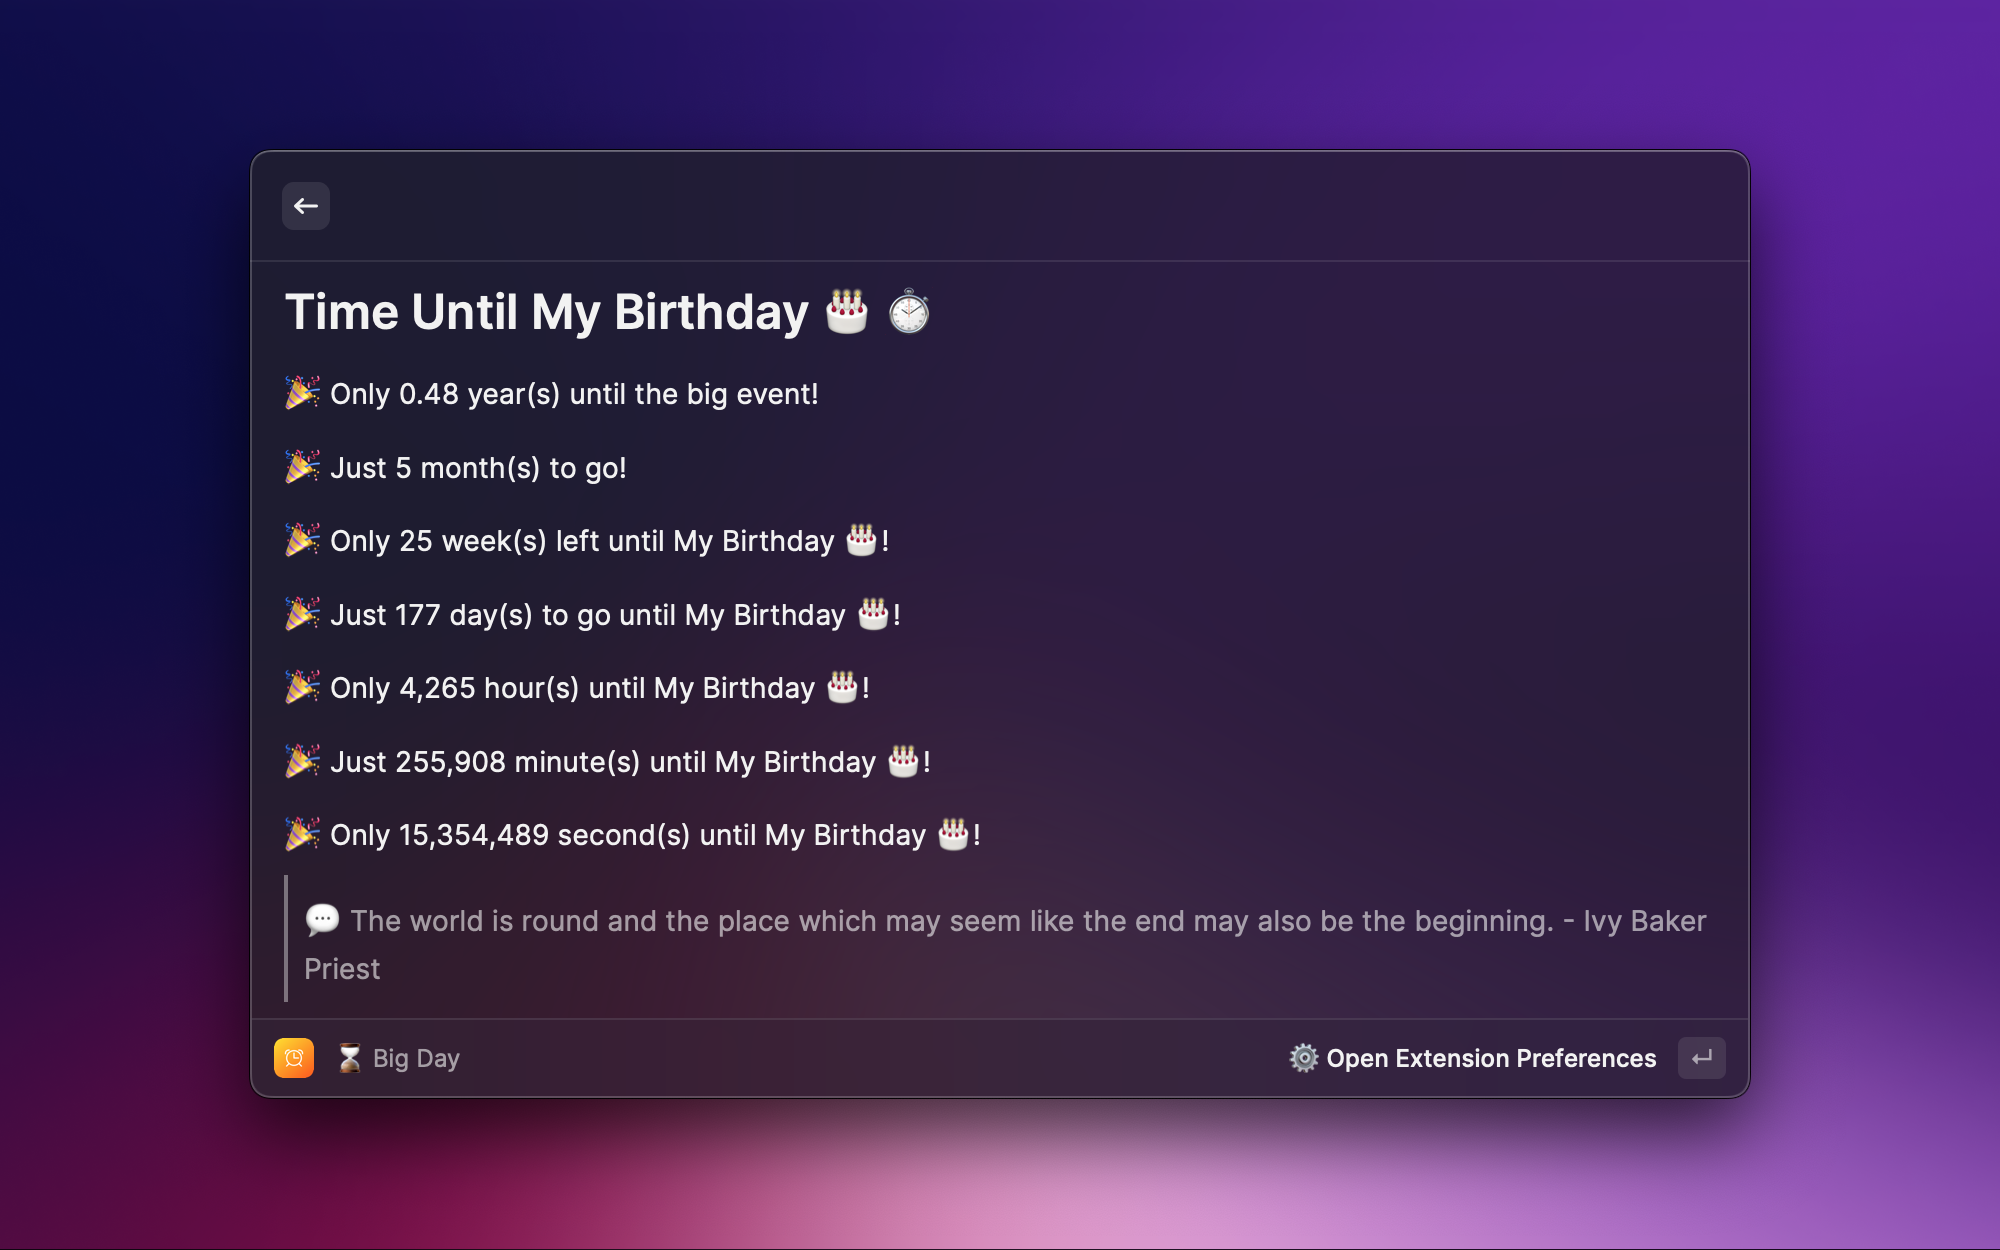 Time Until My Birthday 🎂 ⏱️
🎉 Only 0.48 year(s) until the big event!
🎉 Just 5 month(s) to go!
🎉 Only 25 week(s) left until My Birthday 🎂!
🎉 Just 177 day(s) to go until My Birthday 🎂!
🎉 Only 4,265 hour(s) until My Birthday 🎂!
🎉 Just 255,908 minute(s) until My Birthday 🎂!
🎉 Only 15,354,489 second(s) until My Birthday 🎂!
💬 The world is round and the place which may seem like the end may also be the beginning. - Ivy Baker
Priest
⏳ Big Day
⚙️ Open Extension Preferences